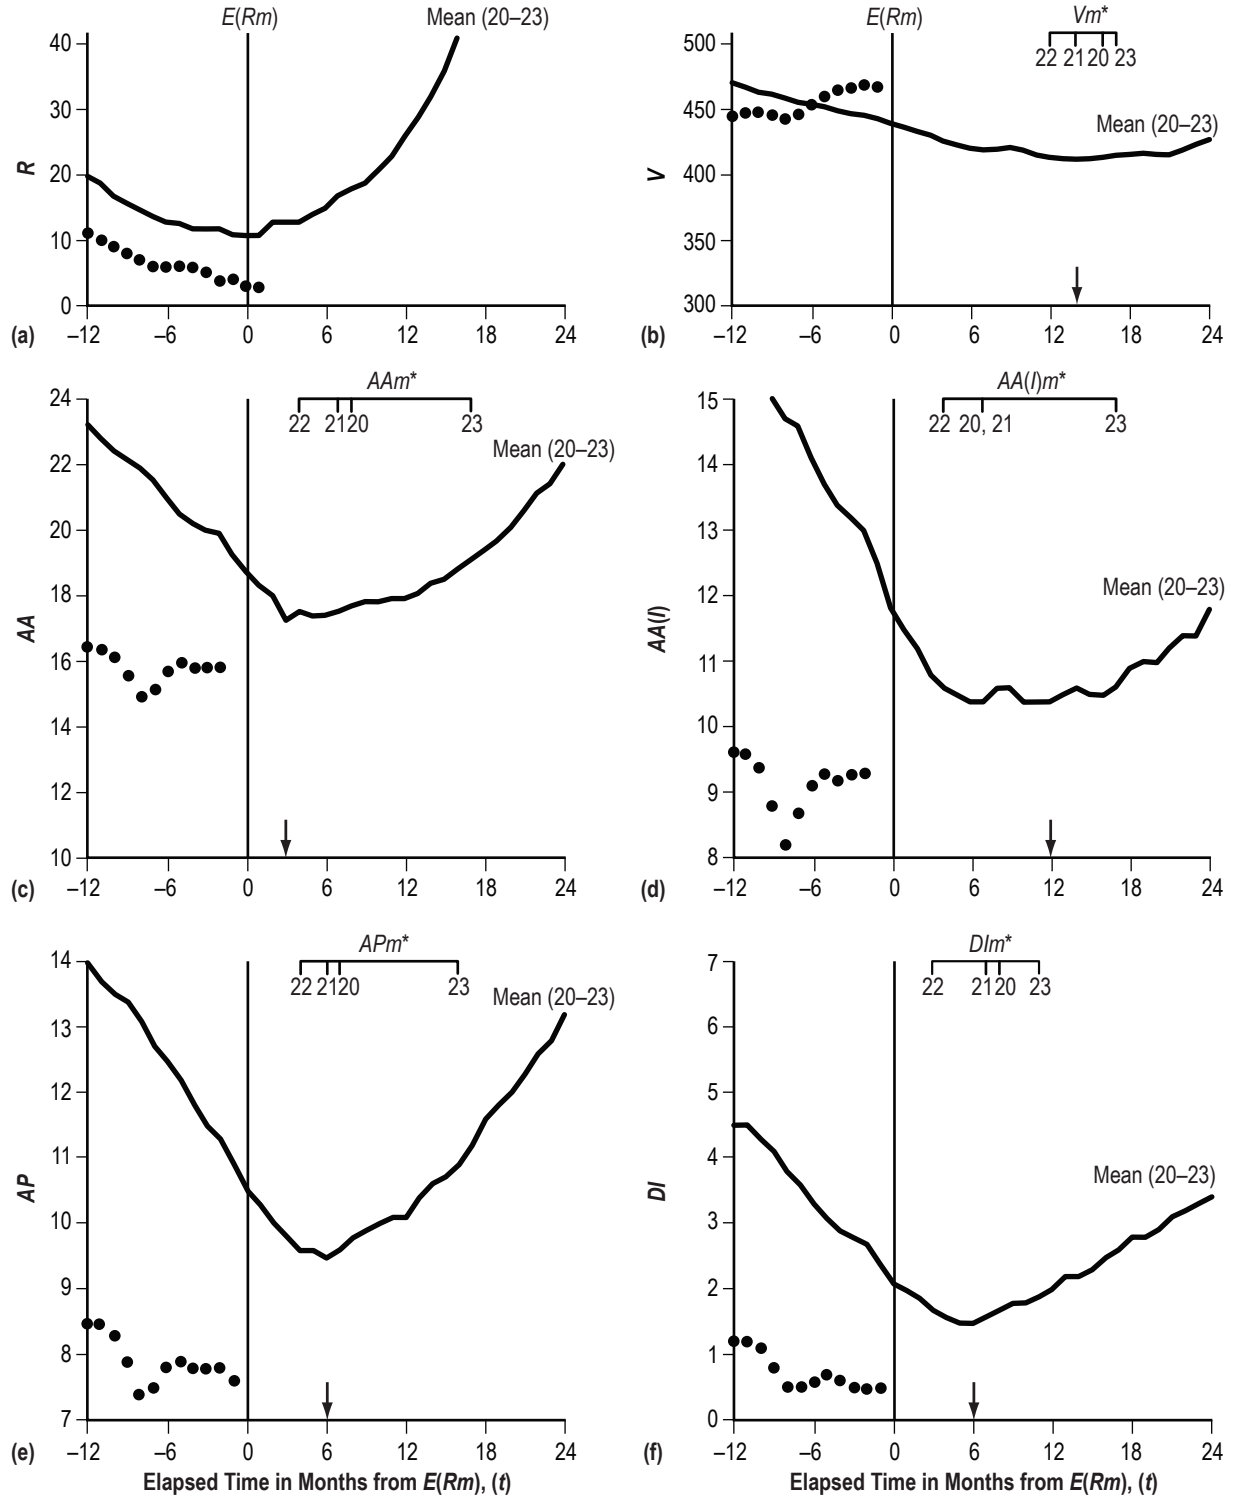 E(Rm)
Mean (20–23)
40
30
20
10
0
R
(a)
–12 –6 0 6 12 18 24
E(Rm)
Vm*
22 21 20 23
500
450
400
350
300
V
Mean (20–23)
(b)
–12 –6 0 6 12 18 24
AAm*
22 21 20 23
Mean (20–23)
24
22
20
18
16
14
12
10
AA
(c)
–12 –6 0 6 12 18 24
AA(I)m*
22 20, 21 23
15
14
13
12
11
10
9
8
AA(I)
Mean (20–23)
(d)
–12 –6 0 6 12 18 24
APm*
22 21 20 23
Mean (20–23)
14
13
12
11
10
9
8
7
AP
(e)
–12 –6 0 6 12 18 24
Elapsed Time in Months from E(Rm), (t)
DIm*
22 21 20 23
7
6
5
4
3
2
1
0
DI
Mean (20–23)
(f)
–12 –6 0 6 12 18 24
Elapsed Time in Months from E(Rm), (t)